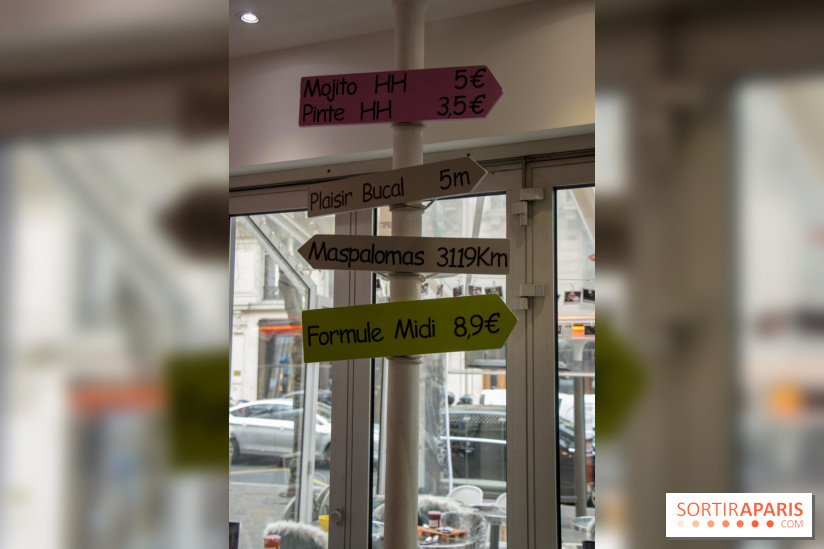 Mojito HH 5€
Pinte HH 3,5€
Plaisir Bucal 5m
Maspalomas 3119Km
Formule Midi 8,9€
SORTIRAPARIS
.COM